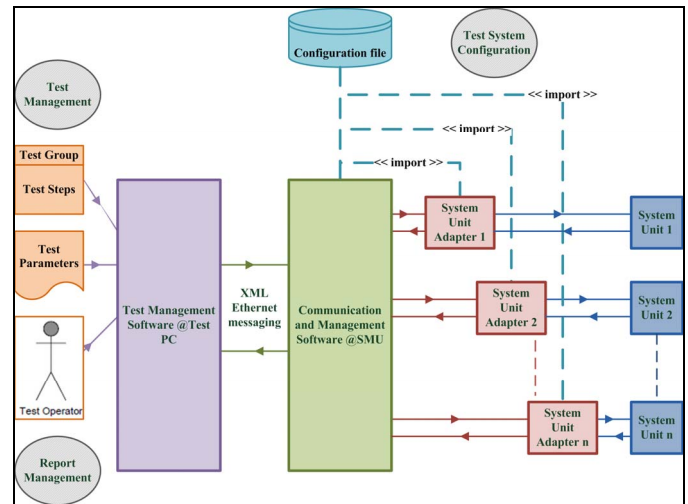 Configuration file
Test System
Configuration
Test
Management
<< import >>
<< import >>
<< import >>
Test Group
Test Steps
Test
Parameters
Test Operator
Report
Management
Test Management
Software @Test
PC
XML
Ethernet
messaging
Communication
and Management
Software @SMU
System
Unit
Adapter 1
System
Unit 1
System
Unit
Adapter 2
System
Unit 2
System
Unit
Adapter n
System
Unit n